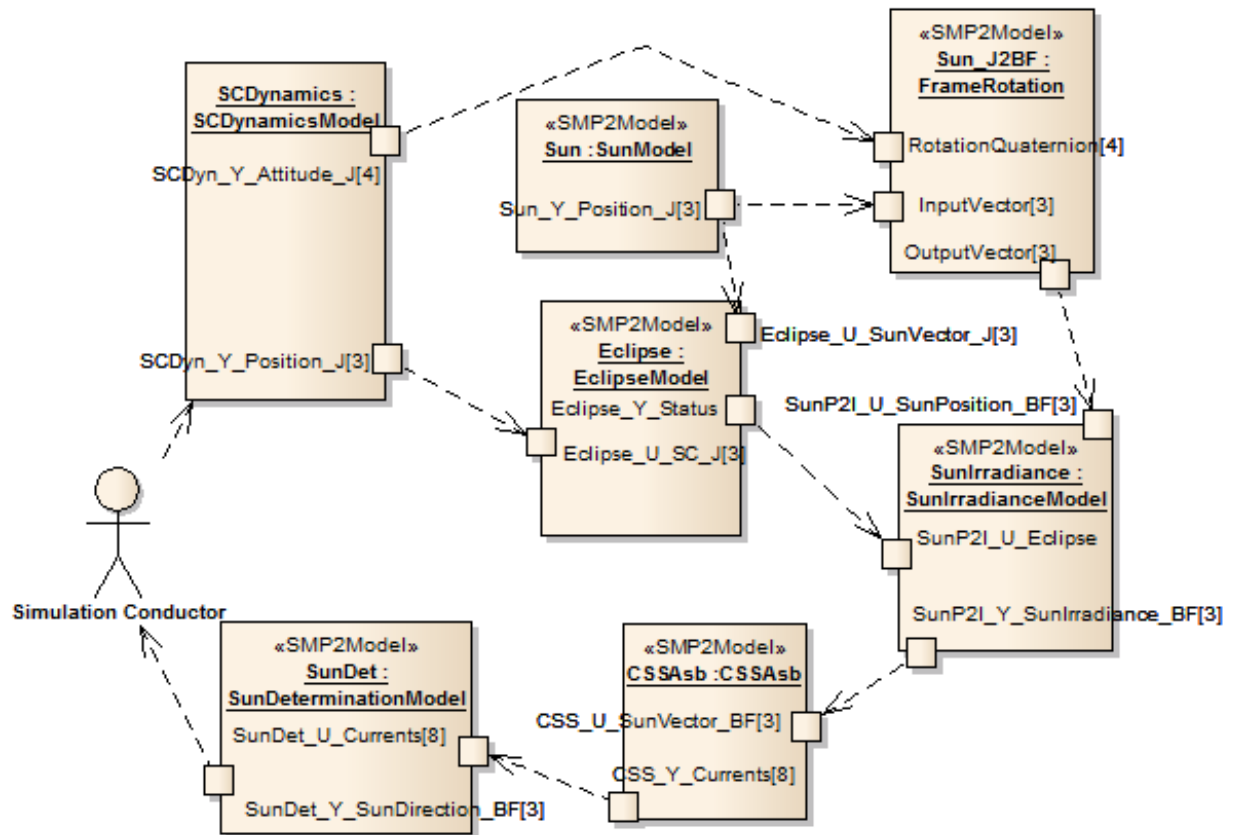 SCDynamics :
SCDynamicsModel
SCDyn_Y_Attitude_J[4]
SCDyn_Y_Position_J[3]
«SMP2Model»
Sun :SunModel
Sun_Y_Position_J[3]
«SMP2Model»
Sun_J2BF :
FrameRotation
RotationQuaternion[4]
InputVector[3]
OutputVector[3]
«SMP2Model»
Eclipse :
EclipseModel
Eclipse_U_SunVector_J[3]
Eclipse_Y_Status
Eclipse_U_SC_J[3]
SunP2I_U_SunPosition_BF[3]
«SMP2Model»
SunIrradiance :
SunIrradianceModel
SunP2I_U_Eclipse
SunP2I_Y_SunIrradiance_BF[3]
Simulation Conductor
«SMP2Model»
SunDet :
SunDeterminationModel
SunDet_U_Currents[8]
SunDet_Y_SunDirection_BF[3]
«SMP2Model»
CSSAsb :CSSAsb
CSS_U_SunVector_BF[3]
CSS_Y_Currents[8]